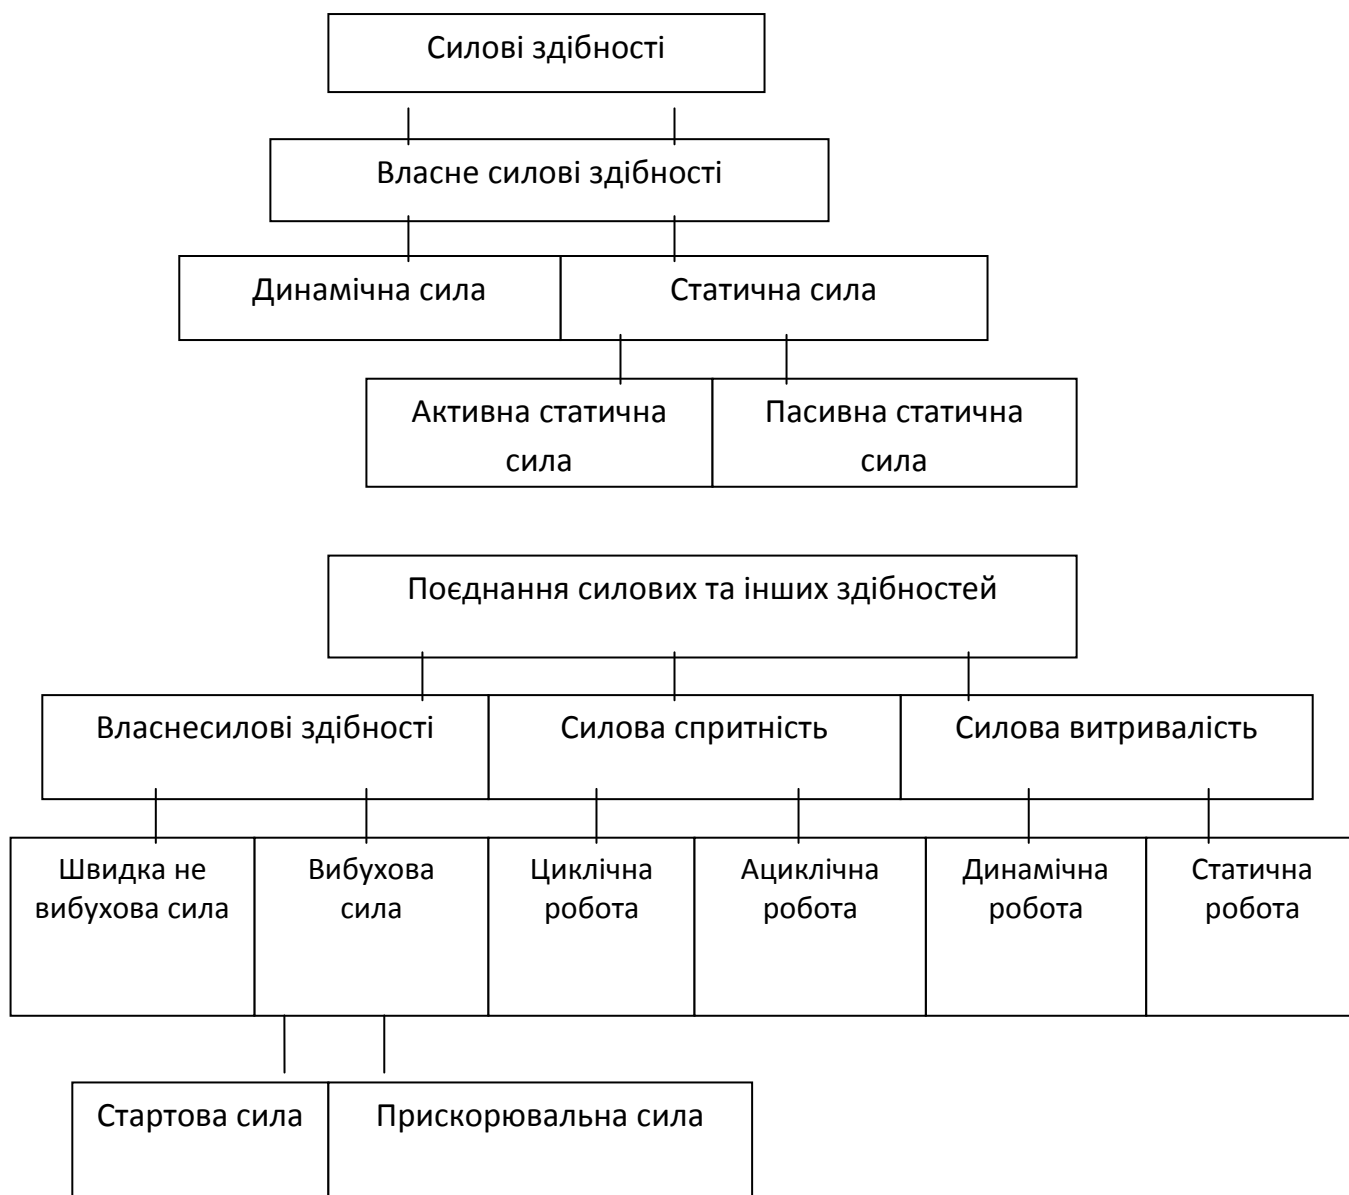 Силові здібності
Власне силові здібності
Динамічна сила
Статична сила
Активна статична
сила
Пасивна статична
сила
Поєднання силових та інших здібностей
Власнесилові здібності
Силова спритність
Силова витривалість
Швидка не
вибухова сила
Вибухова
сила
Циклічна
робота
Ациклічна
робота
Динамічна
робота
Статична
робота
Стартова сила
Прискорювальна сила